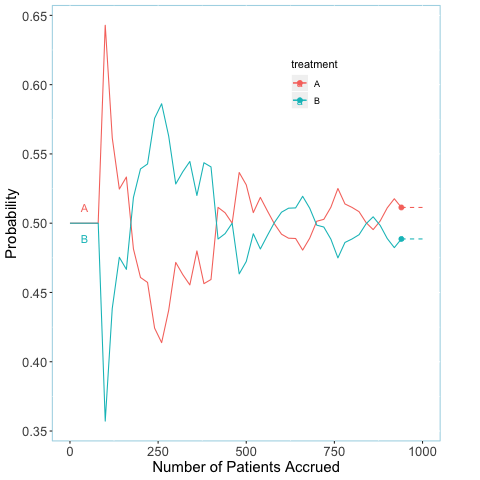 0.65
0.60
0.55
0.50
0.45
0.40
0.35
Probability
treatment
A
B
A
B
0 250 500 750 1000
Number of Patients Accrued